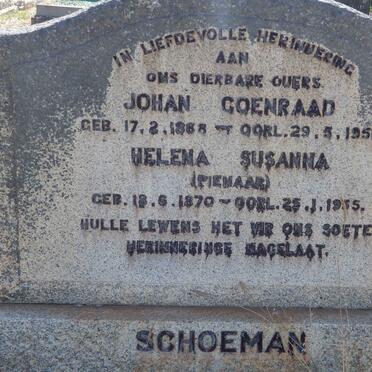 IN LIEFDEVOLLE HERINNERING
AAN
ONS DIERBARE OUERS
JOHAN COENRAAD
GEB. 17.2.1868 — OORL. 29.5.195
HELENA SUSANNA
(PIENAAR)
GEB. 18.6.1870 — OORL. 25.1.1955.
HULLE LEWENS HET VIR ONS SOETE
HERINNERINGE NAGELAAT.
SCHOEMAN